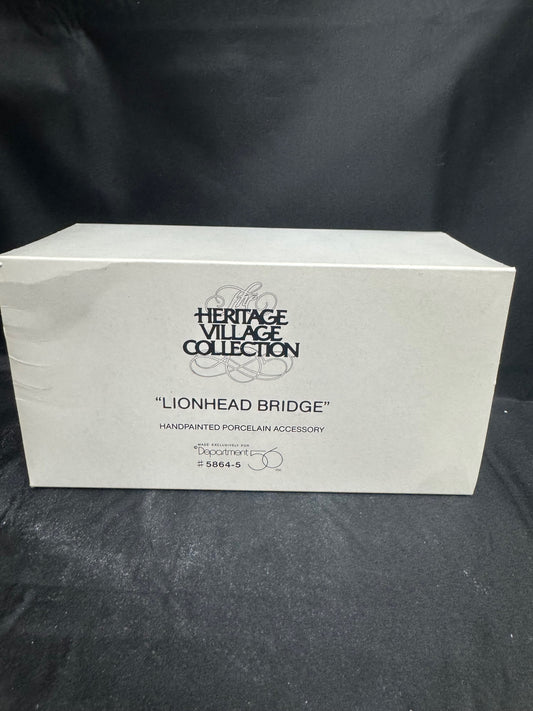 The
HERITAGE
VILLAGE
COLLECTION
"LIONHEAD BRIDGE"
HANDPAINTED PORCELAIN ACCESSORY
MADE EXCLUSIVELY FOR
©Department 56
# 5864-5